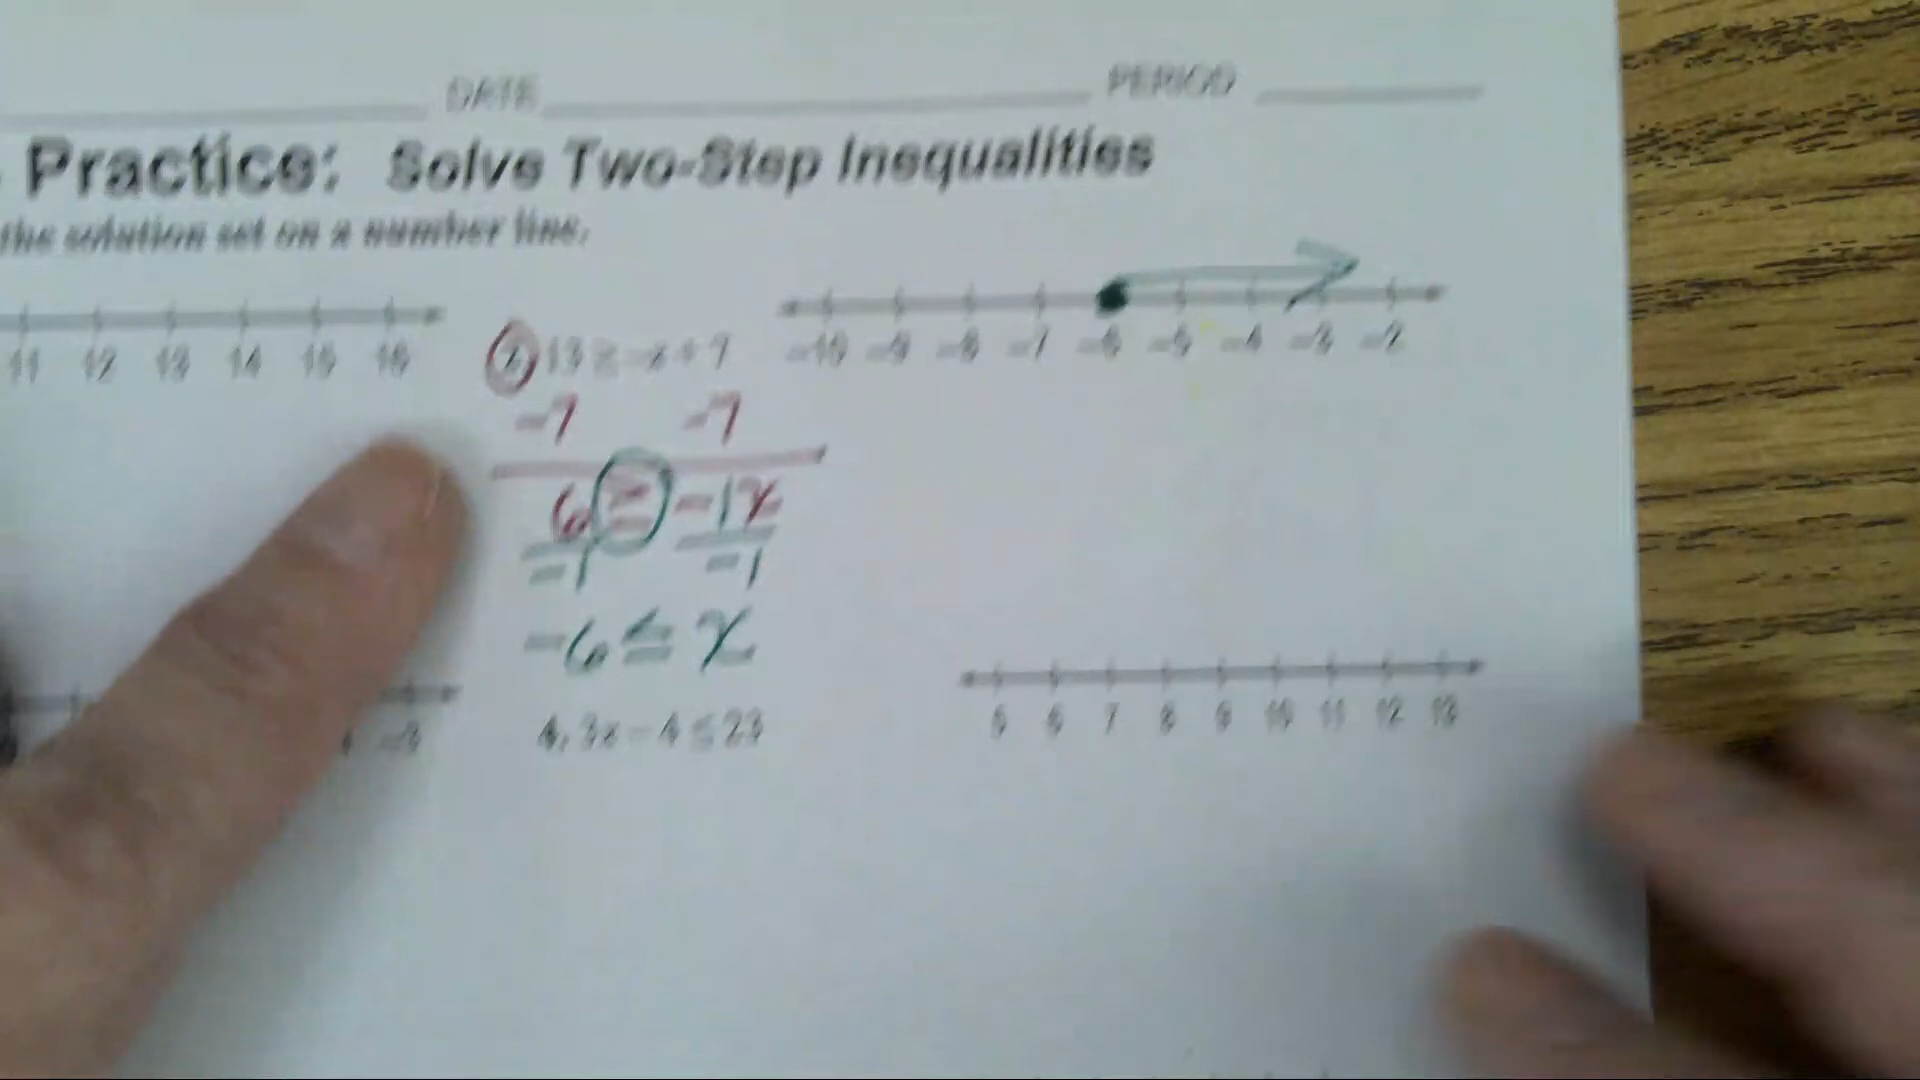 DATE PERIOD
Practice: Solve Two-Step Inequalities
the solution set on a number line.
11 12 13 14 15 16
2 13 ≥ -x + 7
-10 -9 -8 -7 -6 -5 -4 -3 -2
-7 -7
6 ≥ -1x
-1 -1
-6 ≤ x
-3
4. 3x - 4 ≤ 23
5 6 7 8 9 10 11 12 13